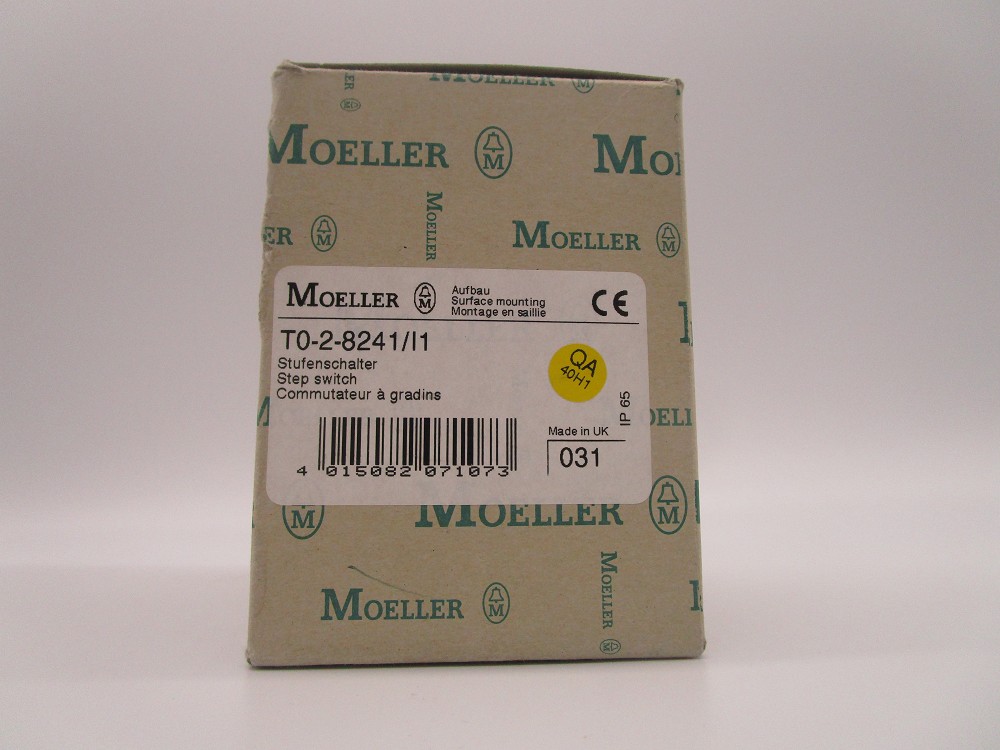 MOELLER
MOELLER M
MOELLER
MOELLER M
MOELLER M
Aufbau
Surface mounting
Montage en saillie
CE
T0-2-8241/I1
Stufenschalter
Step switch
Commutateur à gradins
QA
40H1
IP 65
Made in UK
031
4 015082 071073
M
MOELLER M
MOELLER M
MOELLER